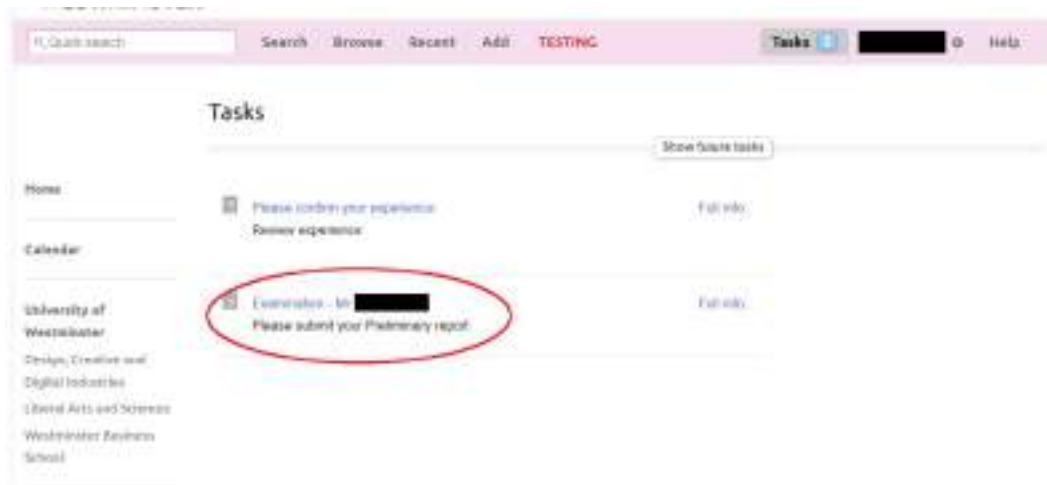 Quick search
Search Browse Recent Add TESTING
Tasks
Help
Tasks
Show future tasks
Home
Calendar
University of
Westminster
Design, Creative and
Digital Industries
Liberal Arts and Sciences
Westminster Business
School
Please confirm your experience
Full info
Review experience
Examination - Mr
Full info
Please submit your Preliminary report